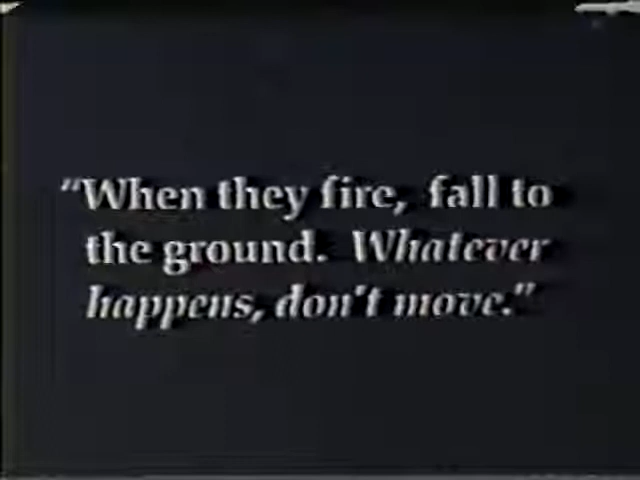 “When they fire, fall to
the ground. Whatever
happens, don't move.”